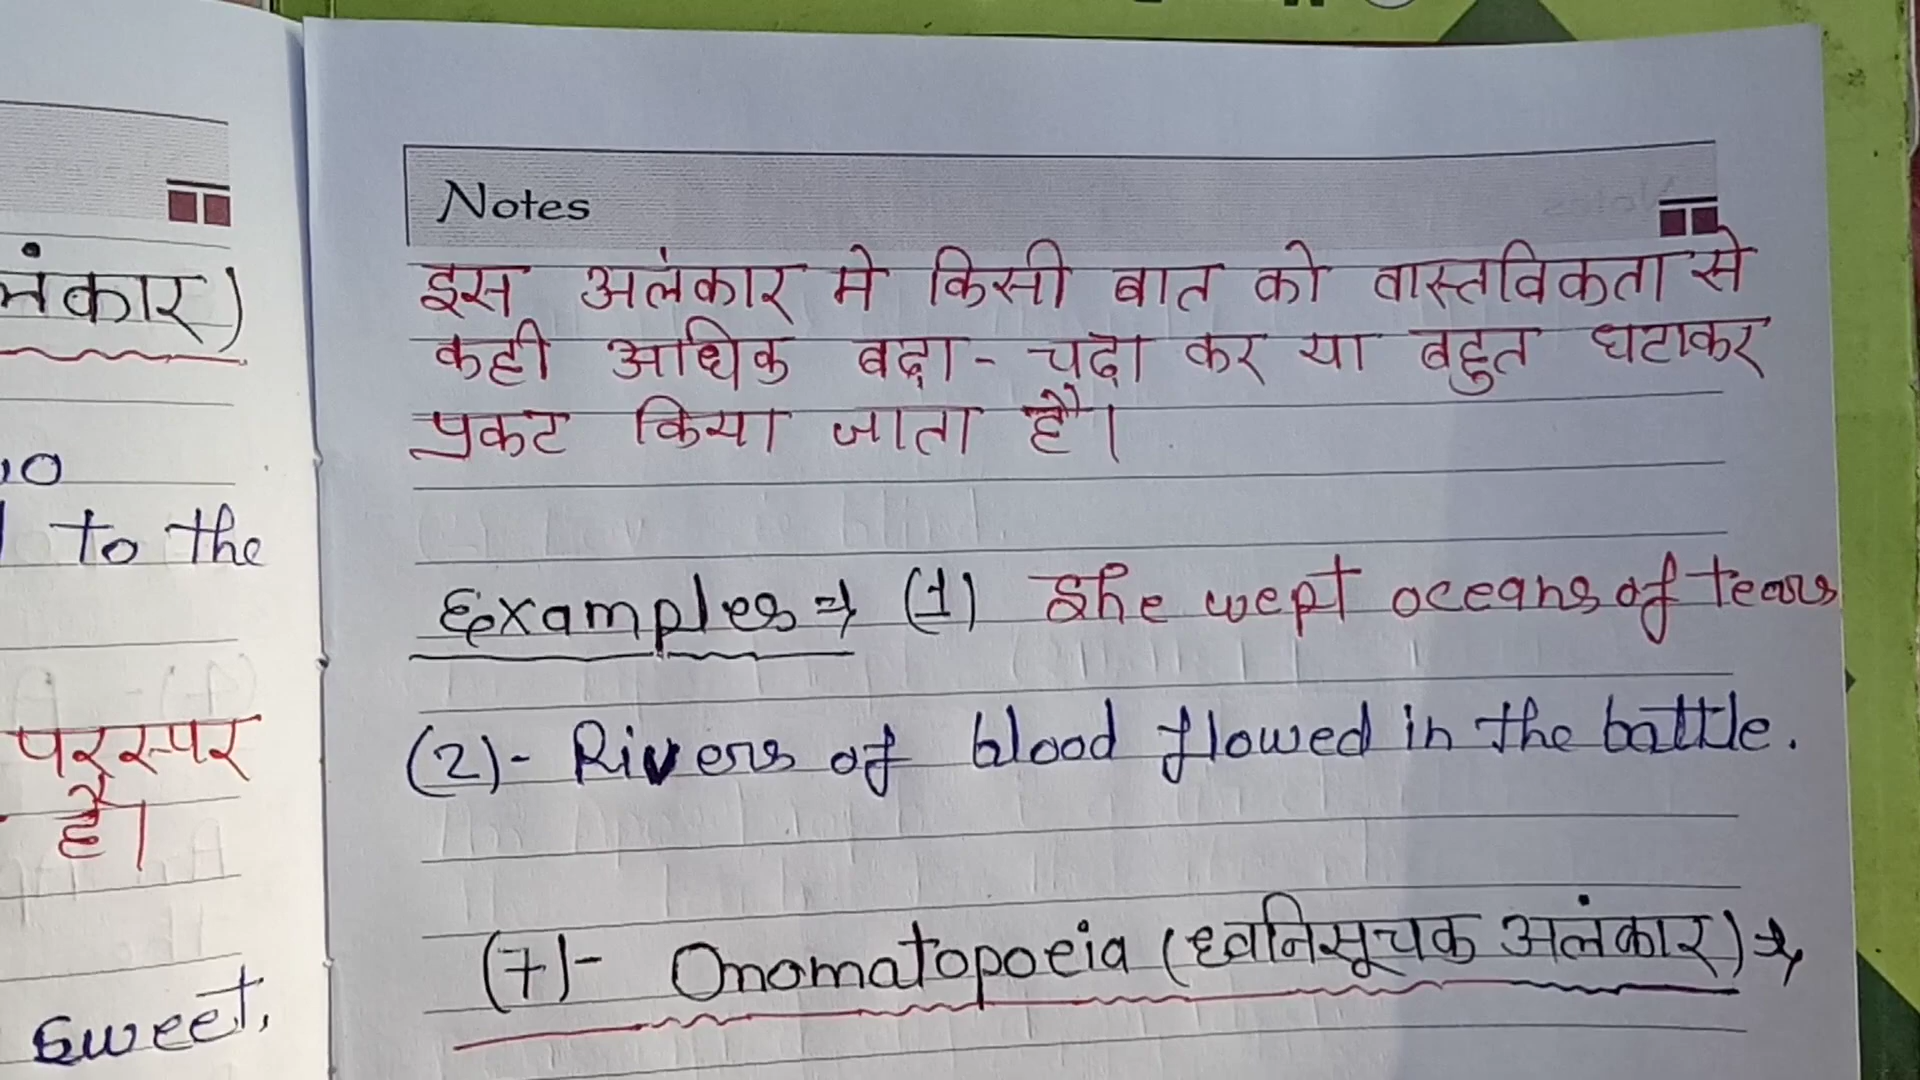 नंकार)
to the
परस्पर
है।
sweet,
Notes
इस अलंकार मे किसी बात को वास्तविकता से
कही अधिक बढ़ा-चढ़ा कर या बहुत घटाकर
प्रकट किया जाता है।
Examples ⇒ (1) She wept oceans of tears
(2)- Rivers of blood flowed in the battle.
(7)- Onomatopoeia (ध्वनिसूचक अलंकार) →